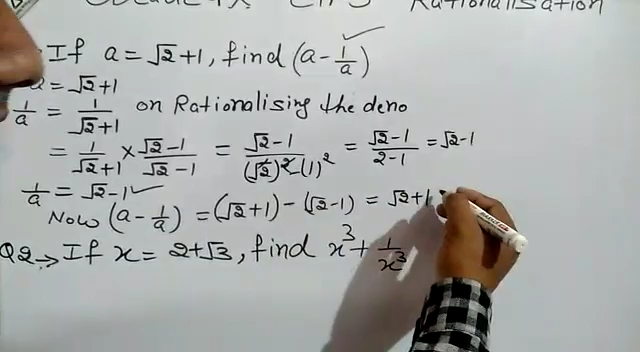 Rationalisation
If a = √2+1, find (a - 1/a)
a = √2+1
1/a = 1/(√2+1) on Rationalising the deno
= 1/(√2+1) × (√2-1)/(√2-1) = (√2-1)/((√2)²-(1)²) = (√2-1)/(2-1) = √2-1
1/a = √2-1 ✓
Now (a - 1/a) = (√2+1) - (√2-1) = √2+1
Q2 → If x = 2+√3, find x³ + 1/x³